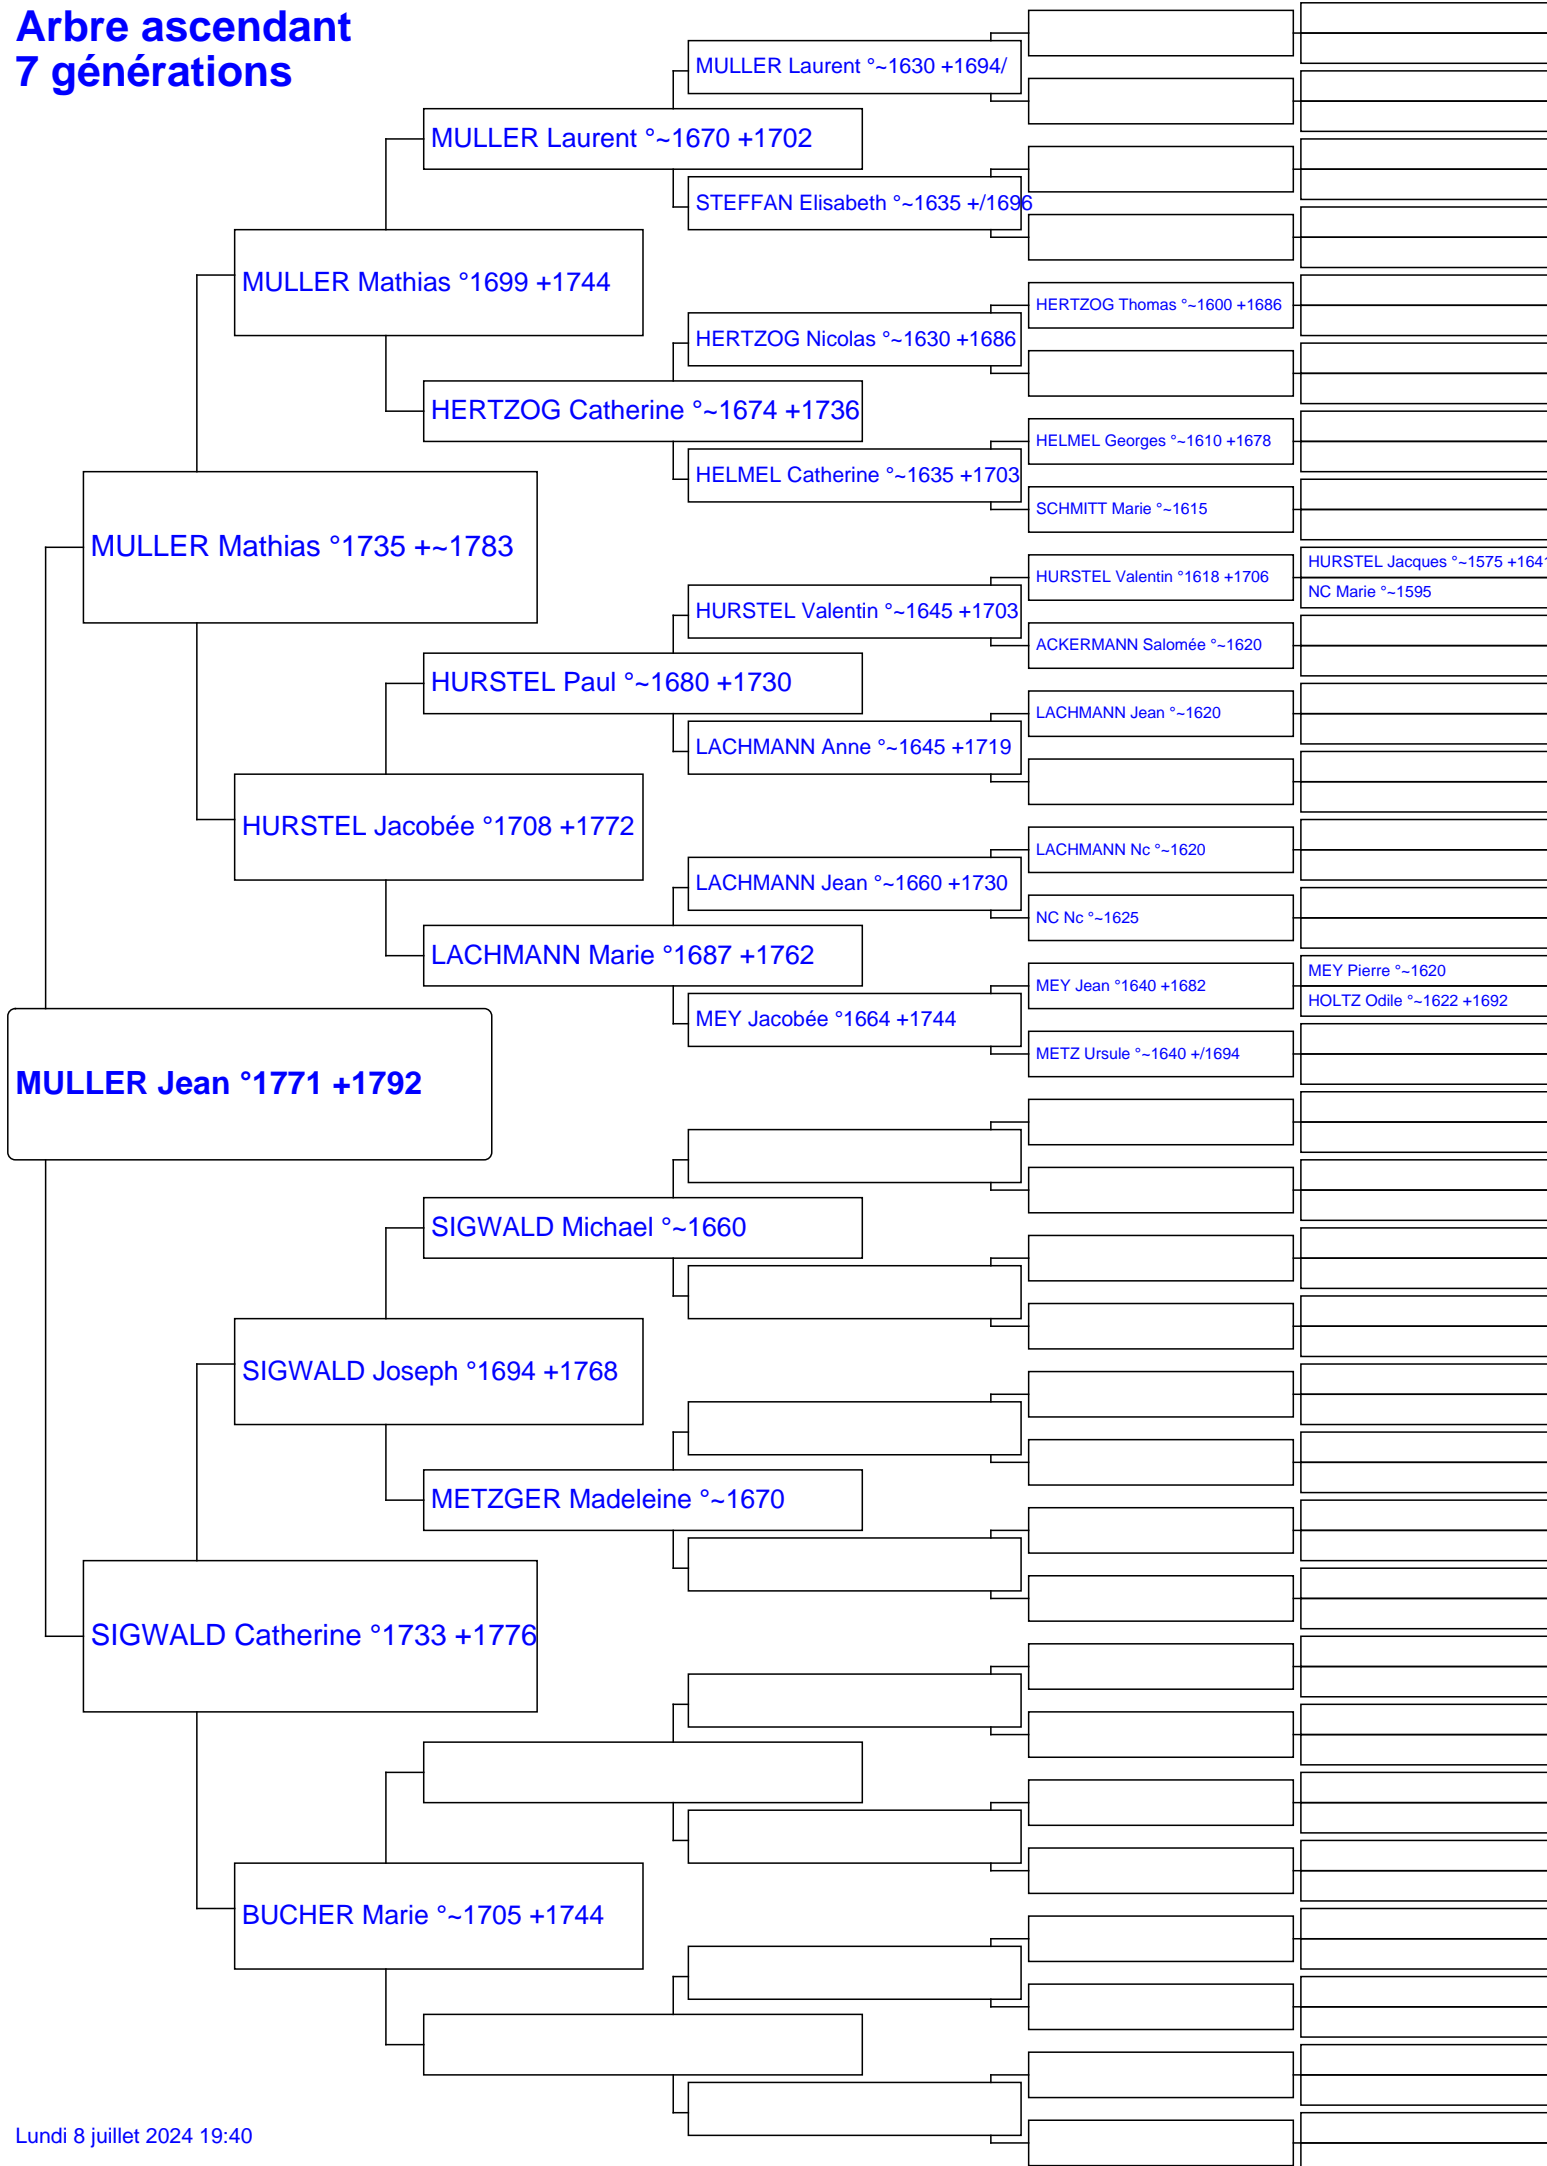 Arbre ascendant
7 générations
MULLER Laurent °~1630 +1694/
MULLER Laurent °~1670 +1702
STEFFAN Elisabeth °~1635 +/1696
MULLER Mathias °1699 +1744
HERTZOG Thomas °~1600 +1686
HERTZOG Nicolas °~1630 +1686
HERTZOG Catherine °~1674 +1736
HELMEL Georges °~1610 +1678
HELMEL Catherine °~1635 +1703
SCHMITT Marie °~1615
MULLER Mathias °1735 +~1783
HURSTEL Jacques °~1575 +1641
HURSTEL Valentin °1618 +1706
NC Marie °~1595
HURSTEL Valentin °~1645 +1703
ACKERMANN Salomée °~1620
HURSTEL Paul °~1680 +1730
LACHMANN Jean °~1620
LACHMANN Anne °~1645 +1719
HURSTEL Jacobée °1708 +1772
LACHMANN Nc °~1620
LACHMANN Jean °~1660 +1730
NC Nc °~1625
LACHMANN Marie °1687 +1762
MEY Pierre °~1620
MEY Jean °1640 +1682
HOLTZ Odile °~1622 +1692
MEY Jacobée °1664 +1744
METZ Ursule °~1640 +/1694
MULLER Jean °1771 +1792
SIGWALD Michael °~1660
SIGWALD Joseph °1694 +1768
METZGER Madeleine °~1670
SIGWALD Catherine °1733 +1776
BUCHER Marie °~1705 +1744
Lundi 8 juillet 2024 19:40